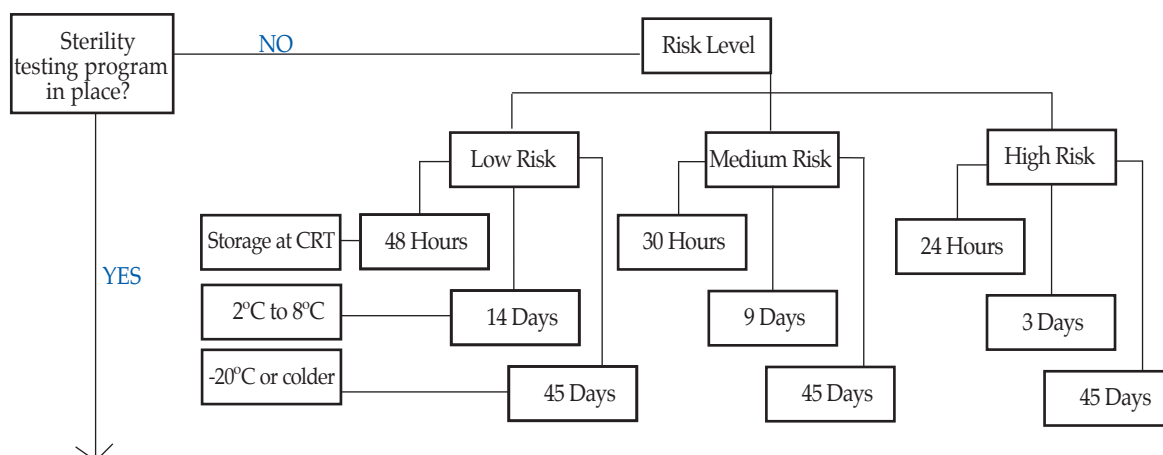 Sterility
testing program
in place?
NO
Risk Level
Low Risk
Medium Risk
High Risk
Storage at CRT
48 Hours
30 Hours
24 Hours
YES
2ºC to 8ºC
14 Days
9 Days
3 Days
-20ºC or colder
45 Days
45 Days
45 Days